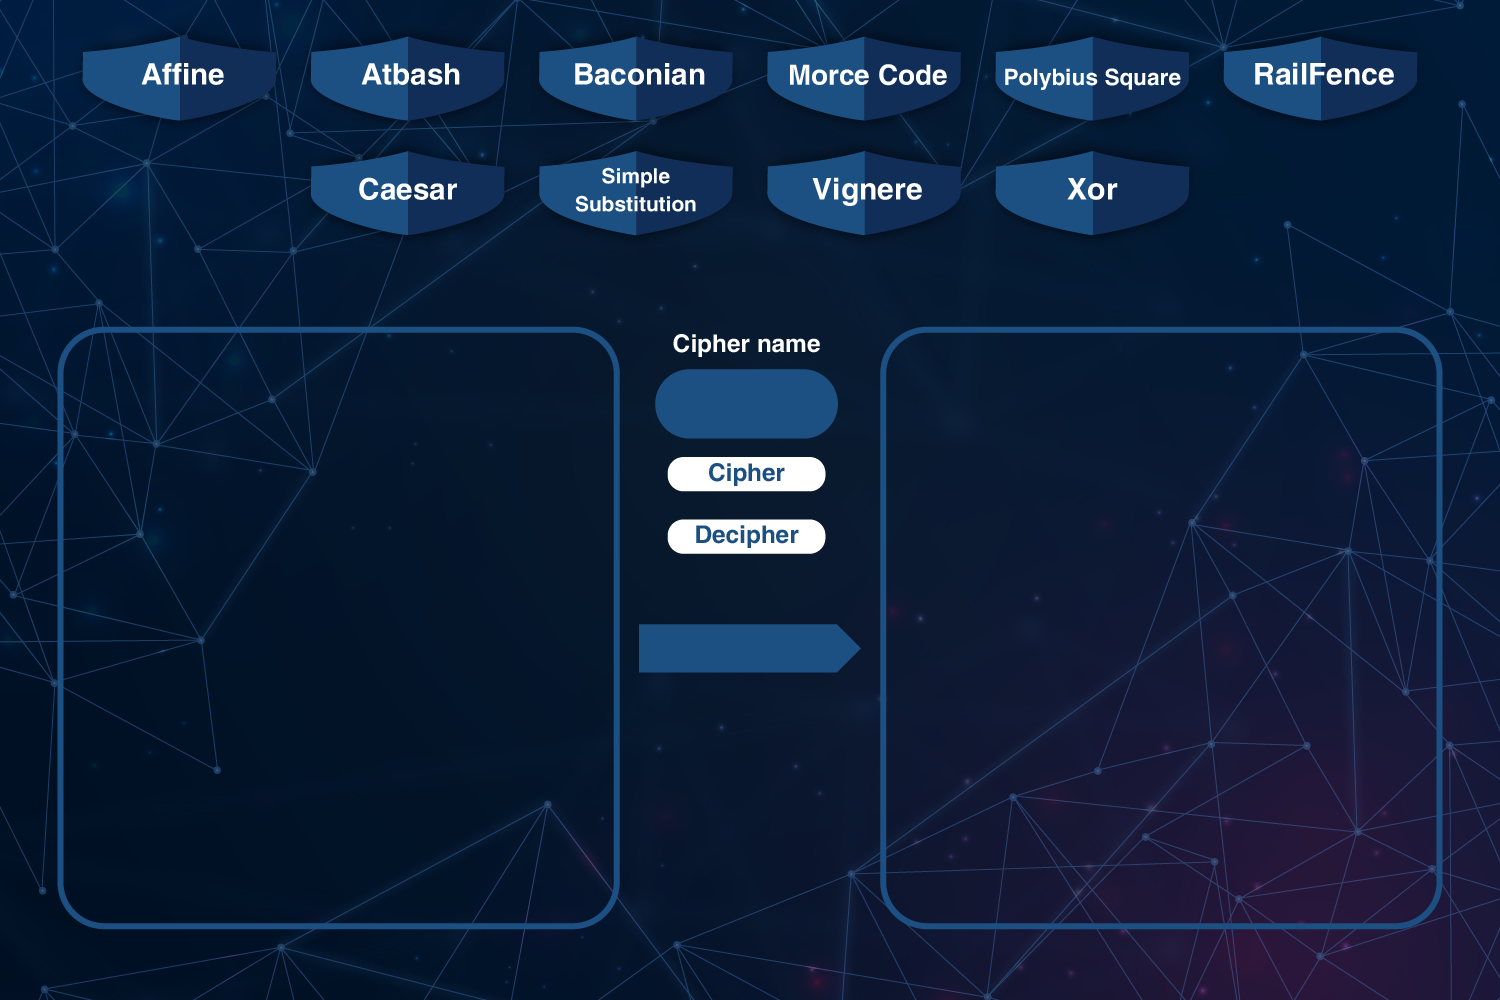 Affine
Atbash
Baconian
Morce Code
Polybius Square
RailFence
Caesar
Simple
Substitution
Vignere
Xor
Cipher name
Cipher
Decipher